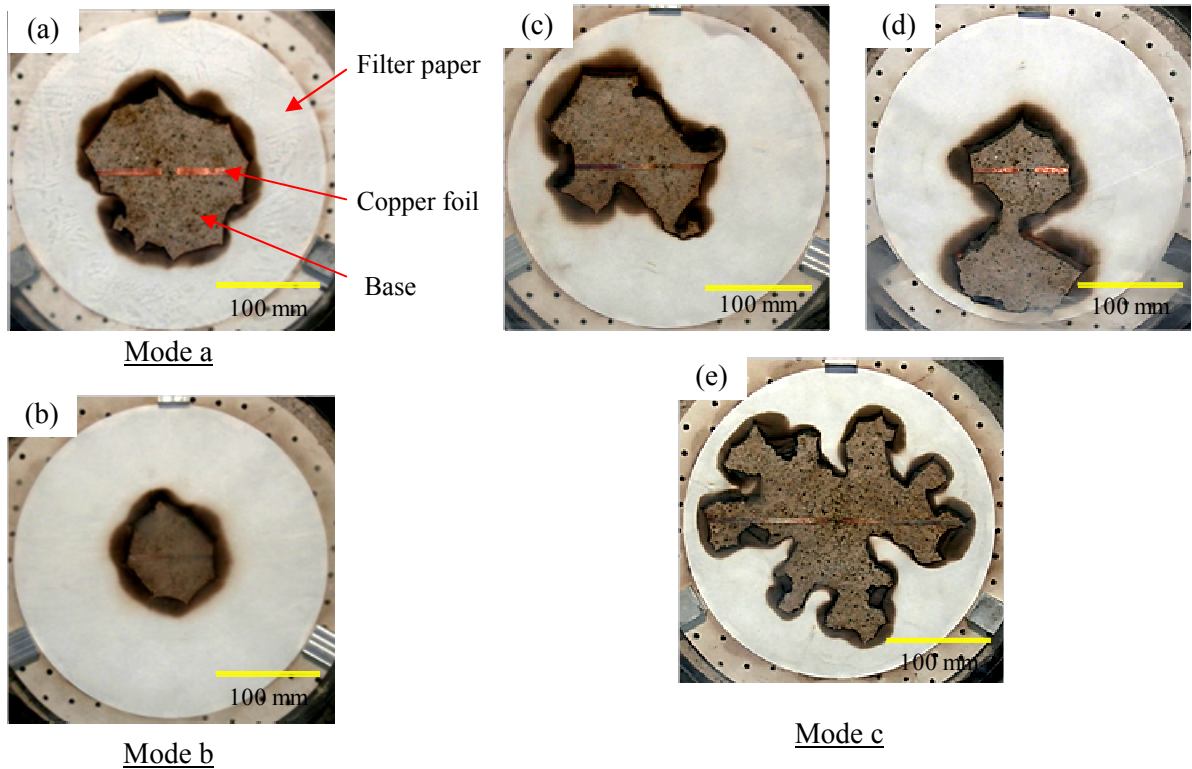 (a)
Filter paper
Copper foil
Base
100 mm
Mode a
(b)
100 mm
Mode b
(c)
100 mm
(d)
100 mm
(e)
100 mm
Mode c